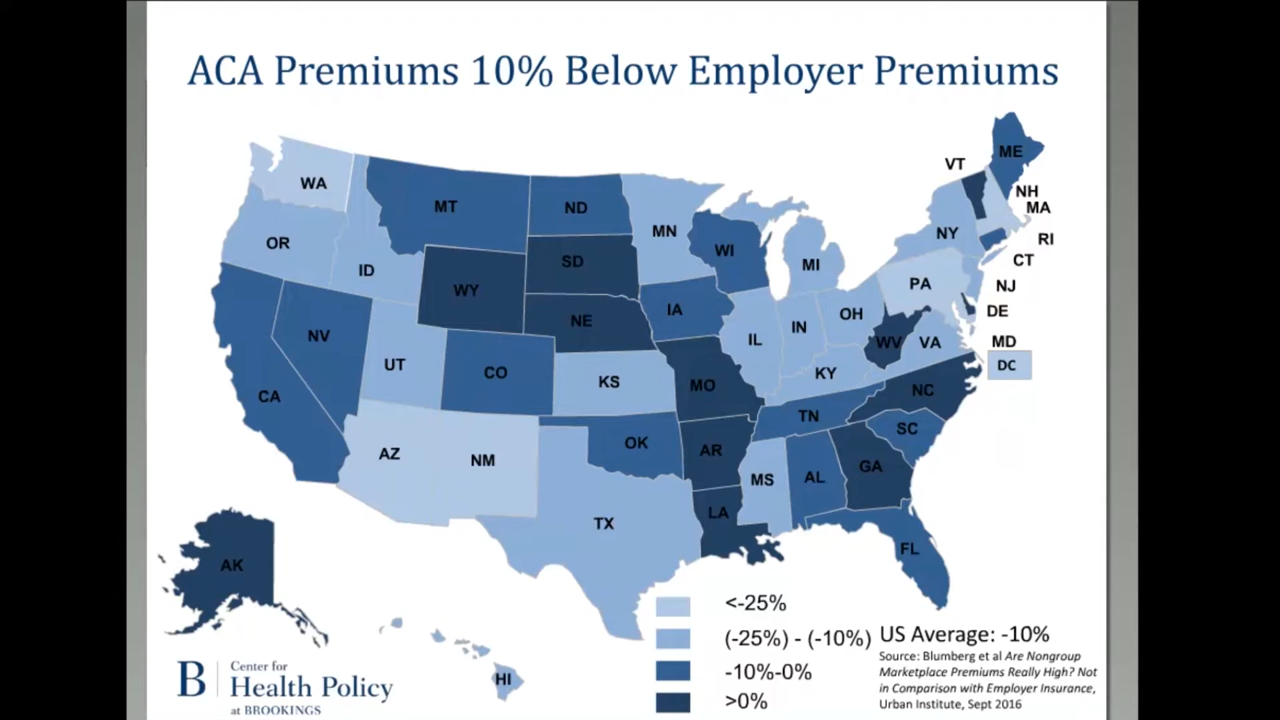 ACA Premiums 10% Below Employer Premiums
VT
ME
WA
NH
MT
ND
MA
MN
NY
RI
OR
WI
SD
CT
ID
MI
PA
NJ
WY
IA
DE
NE
OH
NV
IN
IL
WV
VA
MD
UT
CO
KY
DC
KS
MO
NC
CA
TN
SC
OK
AZ
NM
AR
GA
MS
AL
LA
TX
FL
AK
HI
<-25%
(-25%) - (-10%)
-10%-0%
>0%
US Average: -10%
Source: Blumberg et al Are Nongroup
Marketplace Premiums Really High? Not
in Comparison with Employer Insurance,
Urban Institute, Sept 2016
B
Center for
Health Policy
at BROOKINGS